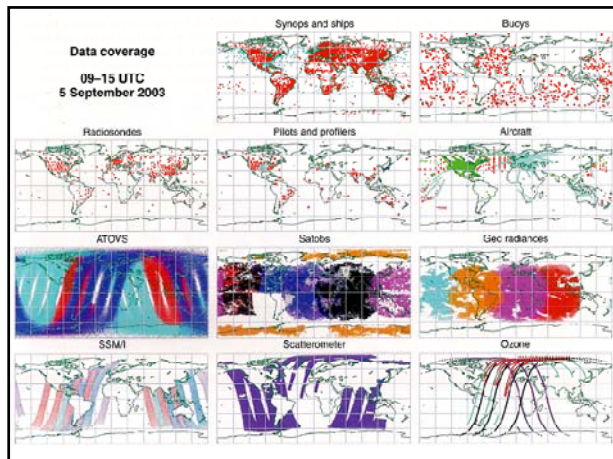 Data coverage
09–15 UTC
5 September 2003
Synops and ships
Buoys
Radiosondes
Pilots and profilers
Aircraft
ATOVS
Satobs
Geo radiances
SSM/I
Scatterometer
Ozone